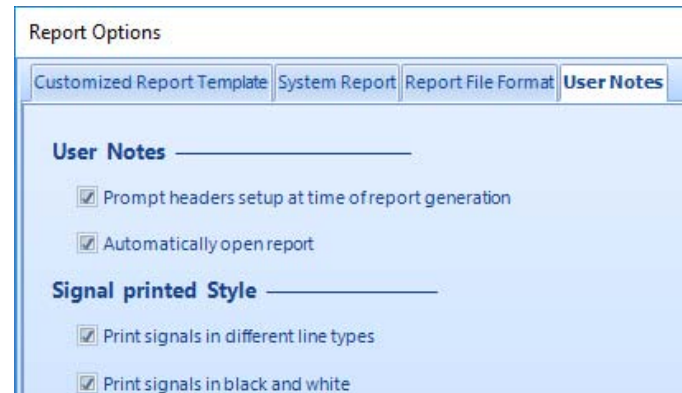 Report Options
Customized Report Template System Report Report File Format User Notes
User Notes
Prompt headers setup at time of report generation
Automatically open report
Signal printed Style
Print signals in different line types
Print signals in black and white